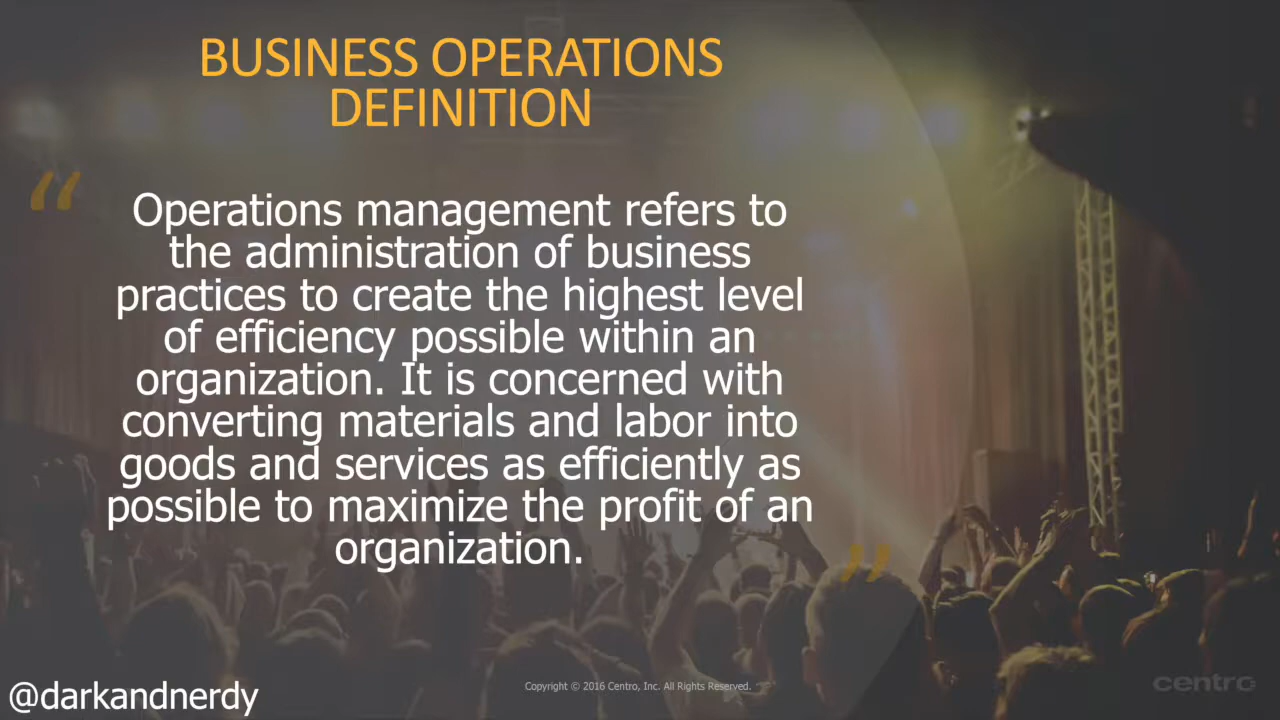 BUSINESS OPERATIONS
DEFINITION
“
Operations management refers to
the administration of business
practices to create the highest level
of efficiency possible within an
organization. It is concerned with
converting materials and labor into
goods and services as efficiently as
possible to maximize the profit of an
organization.
”
@darkandnerdy
Copyright © 2016 Centro, Inc. All Rights Reserved.
centro